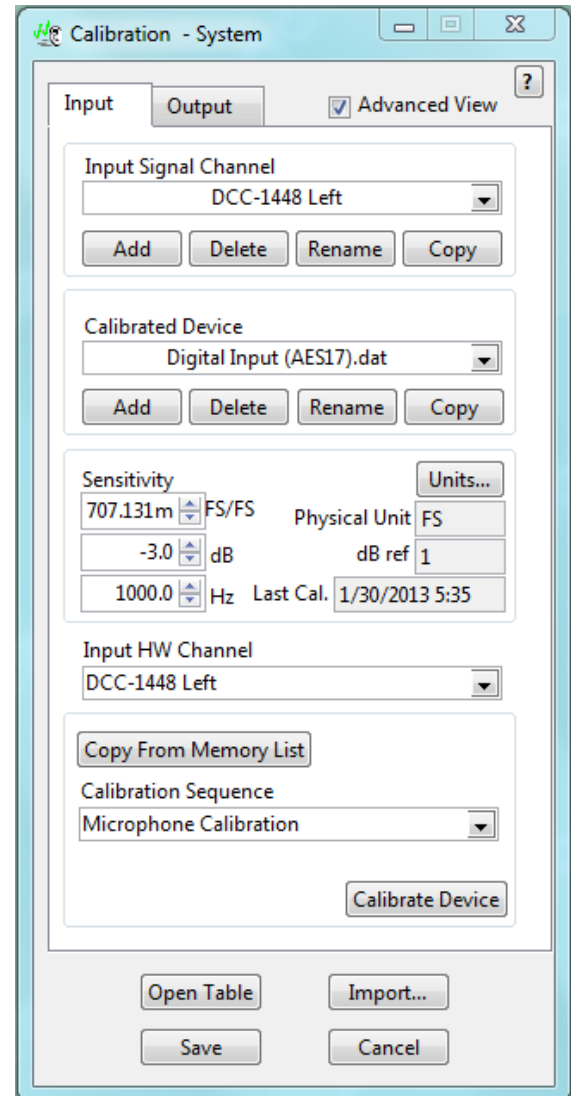 Calibration - System
?
Input Output Advanced View
Input Signal Channel
DCC-1448 Left
Add Delete Rename Copy
Calibrated Device
Digital Input (AES17).dat
Add Delete Rename Copy
Sensitivity Units...
707.131m FS/FS Physical Unit FS
-3.0 dB dB ref 1
1000.0 Hz Last Cal. 1/30/2013 5:35
Input HW Channel
DCC-1448 Left
Copy From Memory List
Calibration Sequence
Microphone Calibration
Calibrate Device
Open Table Import...
Save Cancel